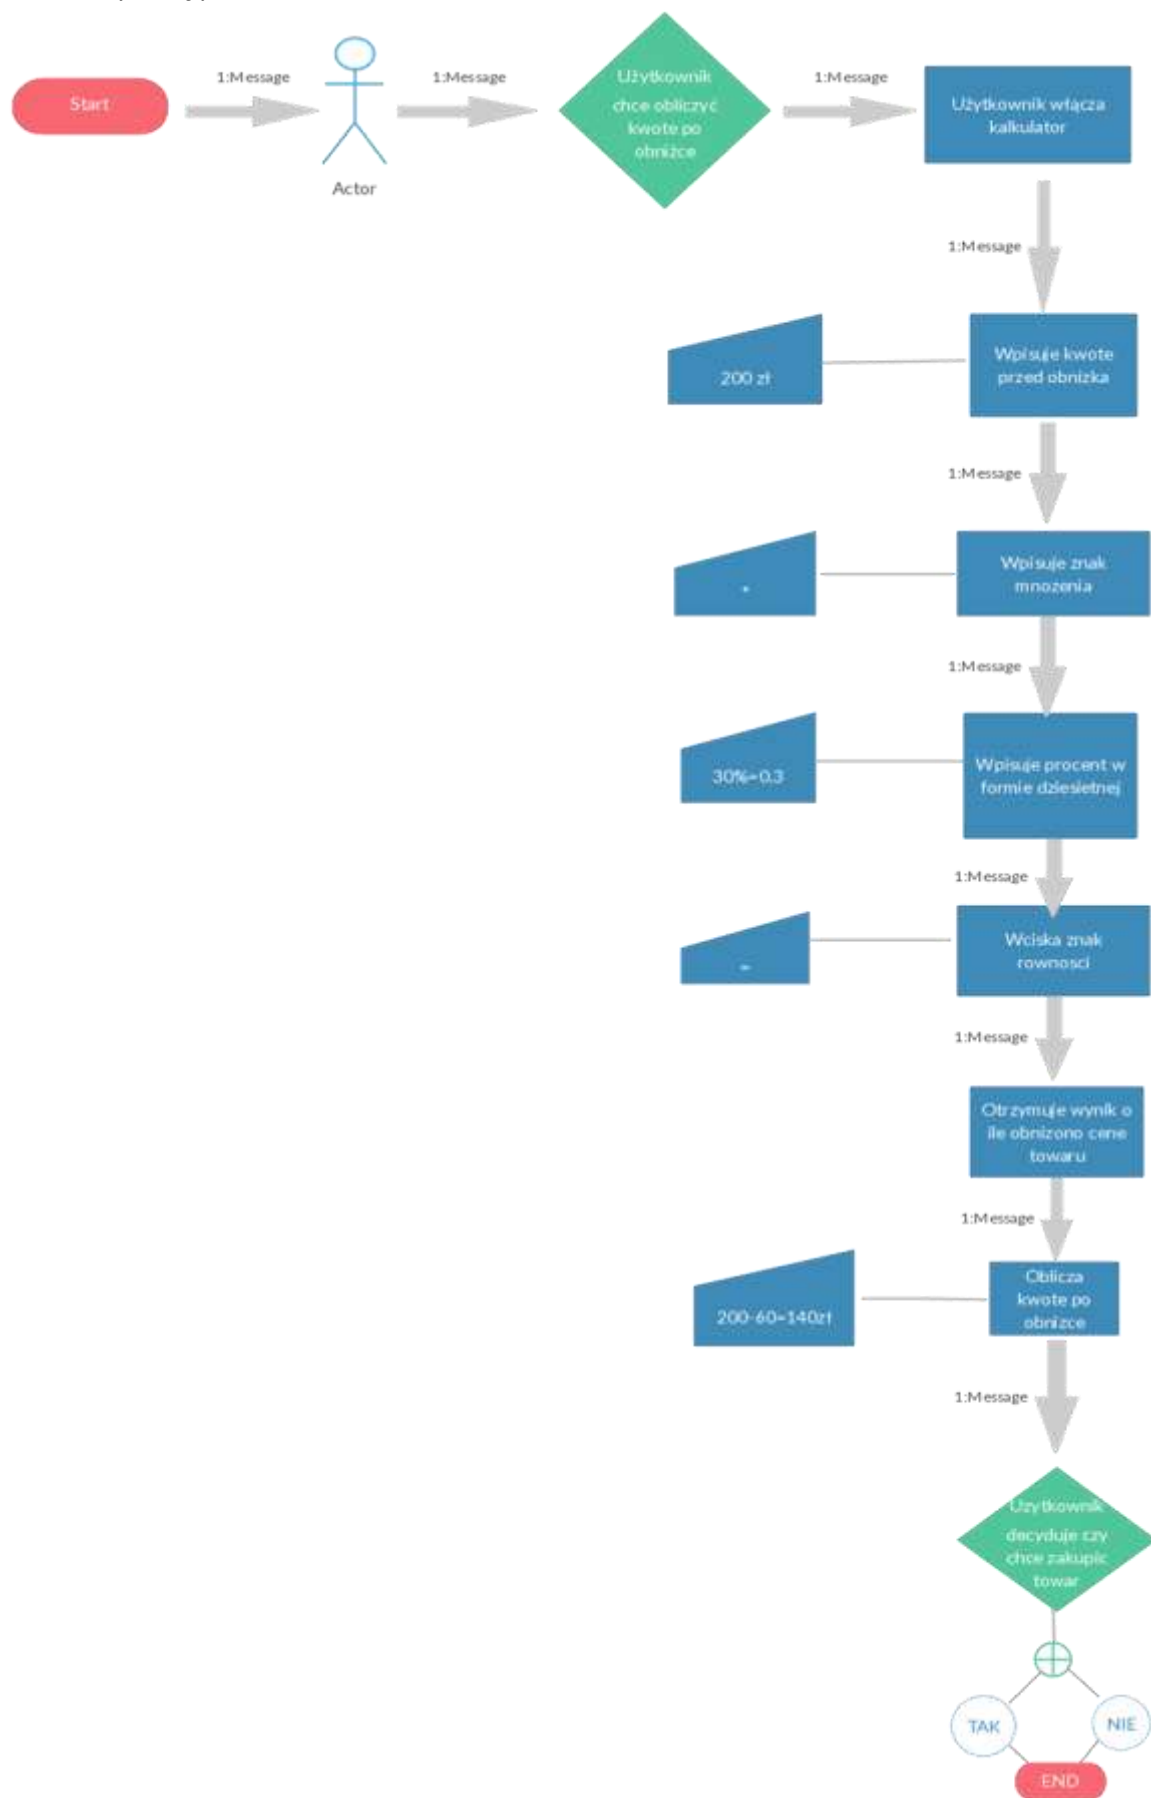 Start
1:Message
Actor
1:Message
Użytkownik
chce obliczyć
kwote po
obniżce
1:Message
Użytkownik włącza
kalkulator
1:Message
200 zł
Wpisuje kwote
przed obnizka
1:Message
*
Wpisuje znak
mnozenia
1:Message
30%=0.3
Wpisuje procent w
formie dziesietnej
1:Message
=
Wciska znak
rownosci
1:Message
Otrzymuje wynik o
ile obnizono cene
towaru
1:Message
200-60=140zł
Oblicza
kwote po
obnizce
1:Message
Uzytkownik
decyduje czy
chce zakupic
towar
TAK
NIE
END